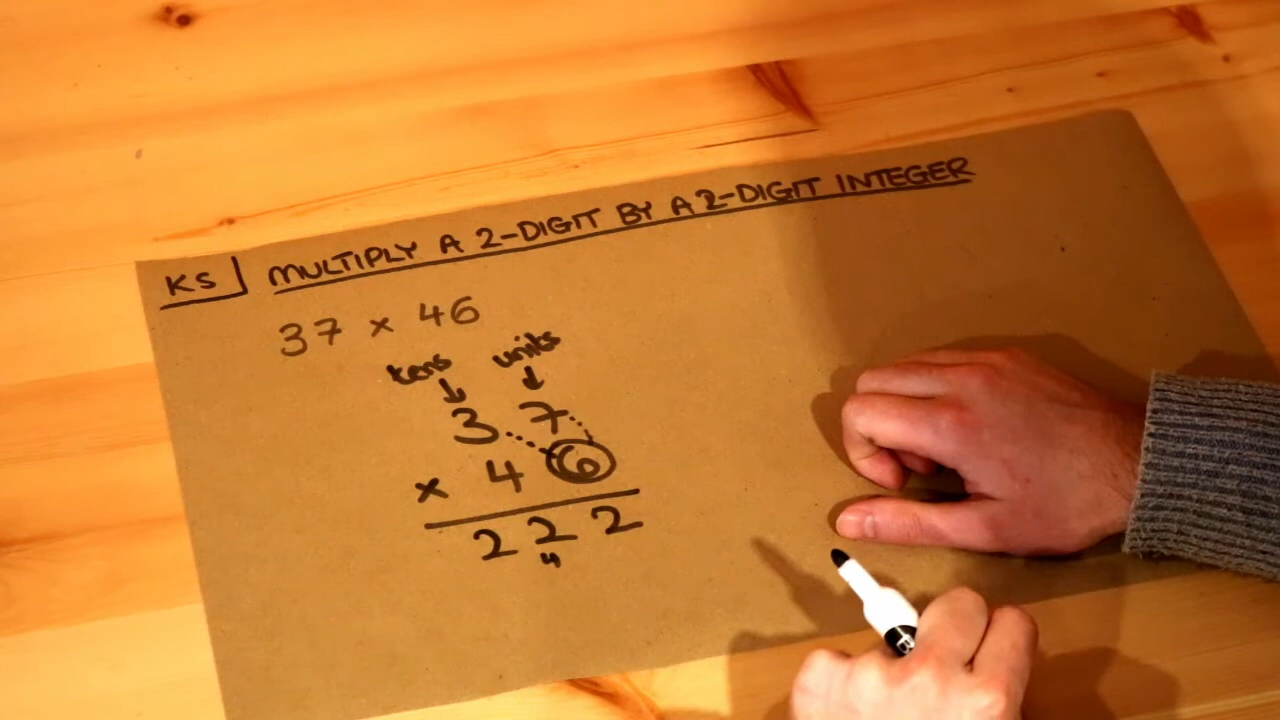 KS MULTIPLY A 2-DIGIT BY A 2-DIGIT INTEGER
37 × 46
tens units
3 7
× 4 6
2 2 2
4